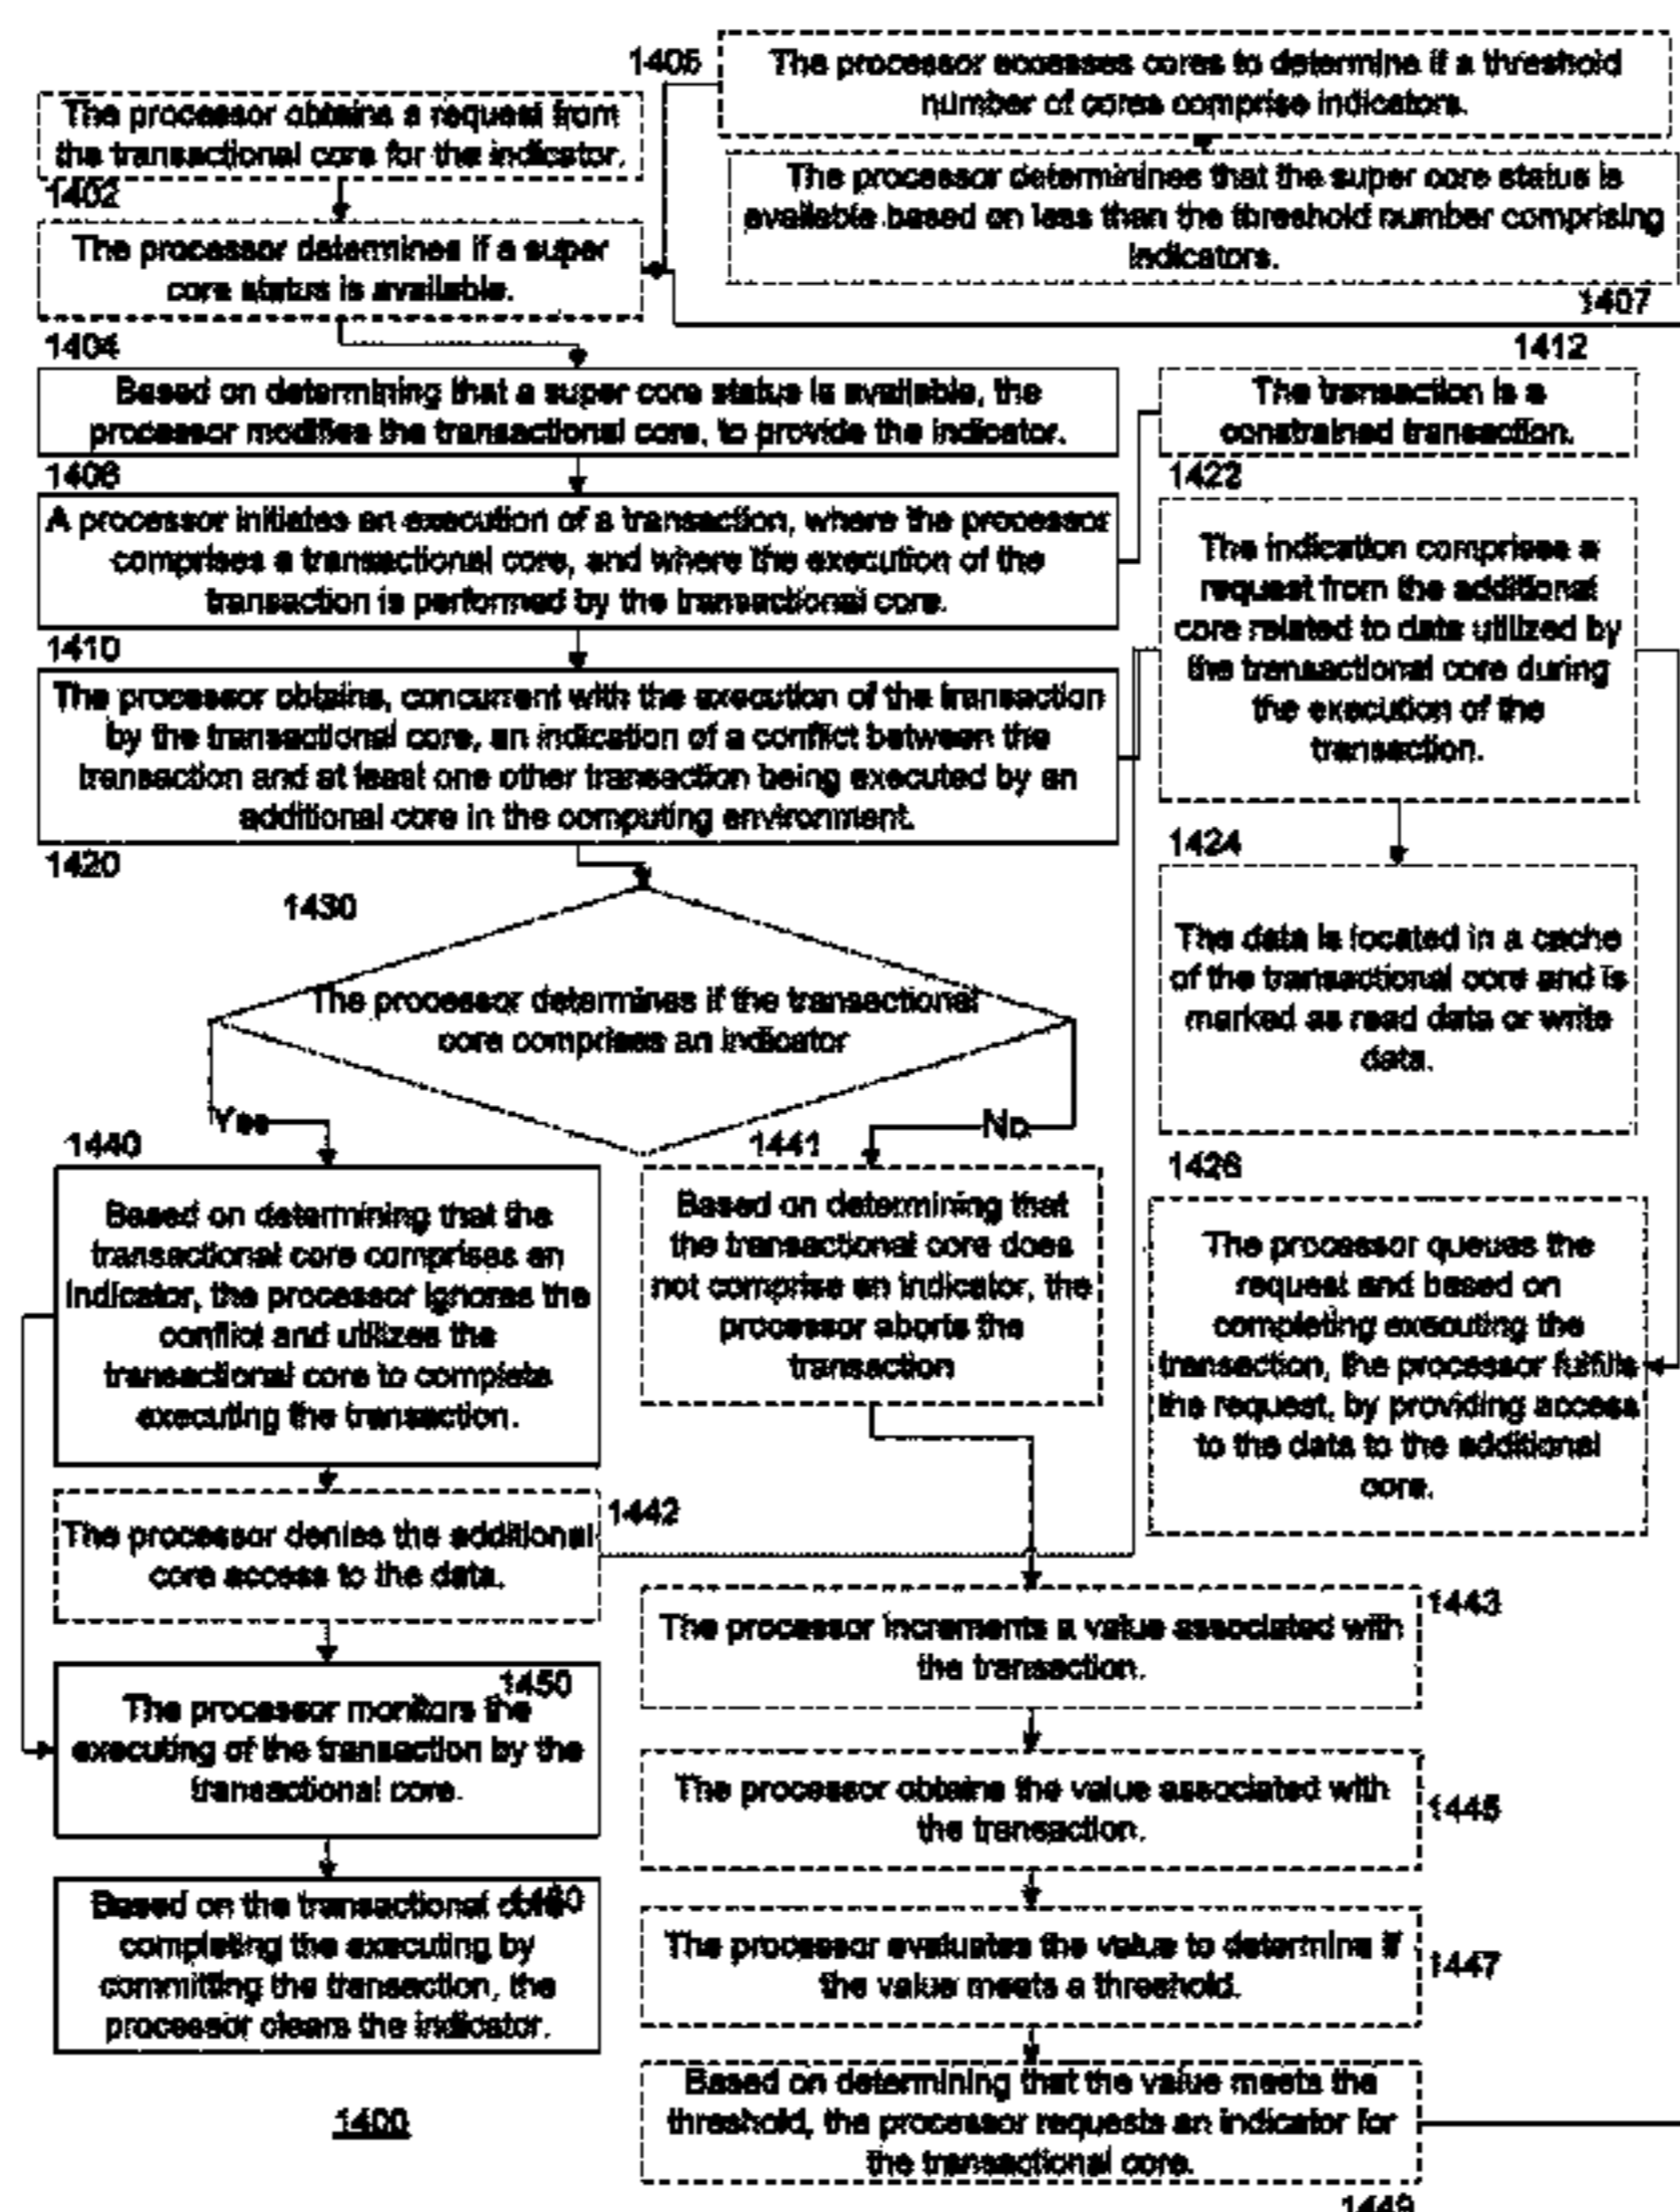 1405
The processor accesses cores to determine if a threshold
number of cores comprise indicators.
The processor obtains a request from
the transactional core for the indicator.
1402
The processor determines that the super core status is
available based on less than the threshold number comprising
indicators.
1407
The processor determines if a super
core status is available.
1404
Based on determining that a super core status is available, the
processor modifies the transactional core, to provide the indicator.
1406
1412
The transaction is a
constrained transaction.
A processor initiates an execution of a transaction, where the processor
comprises a transactional core, and where the execution of the
transaction is performed by the transactional core.
1410
1422
The indication comprises a
request from the additional
core related to data utilized by
the transactional core during
the execution of the
transaction.
The processor obtains, concurrent with the execution of the transaction
by the transactional core, an indication of a conflict between the
transaction and at least one other transaction being executed by an
additional core in the computing environment.
1420
1424
The data is located in a cache
of the transactional core and is
marked as read data or write
data.
1430
The processor determines if the transactional
core comprises an indicator
Yes
No
1440
Based on determining that the
transactional core comprises an
indicator, the processor ignores the
conflict and utilizes the
transactional core to complete
executing the transaction.
1441
Based on determining that
the transactional core does
not comprise an indicator, the
processor aborts the
transaction
1426
The processor queues the
request and based on
completing executing the
transaction, the processor fulfills
the request, by providing access
to the data to the additional
core.
1442
The processor denies the additional
core access to the data.
1443
The processor increments a value associated with
the transaction.
1450
The processor monitors the
executing of the transaction by the
transactional core.
The processor obtains the value associated with
the transaction.
1445
1460
Based on the transactional core
completing the executing by
committing the transaction, the
processor clears the indicator.
The processor evaluates the value to determine if
the value meets a threshold.
1447
Based on determining that the value meets the
threshold, the processor requests an indicator for
the transactional core.
1449
1400